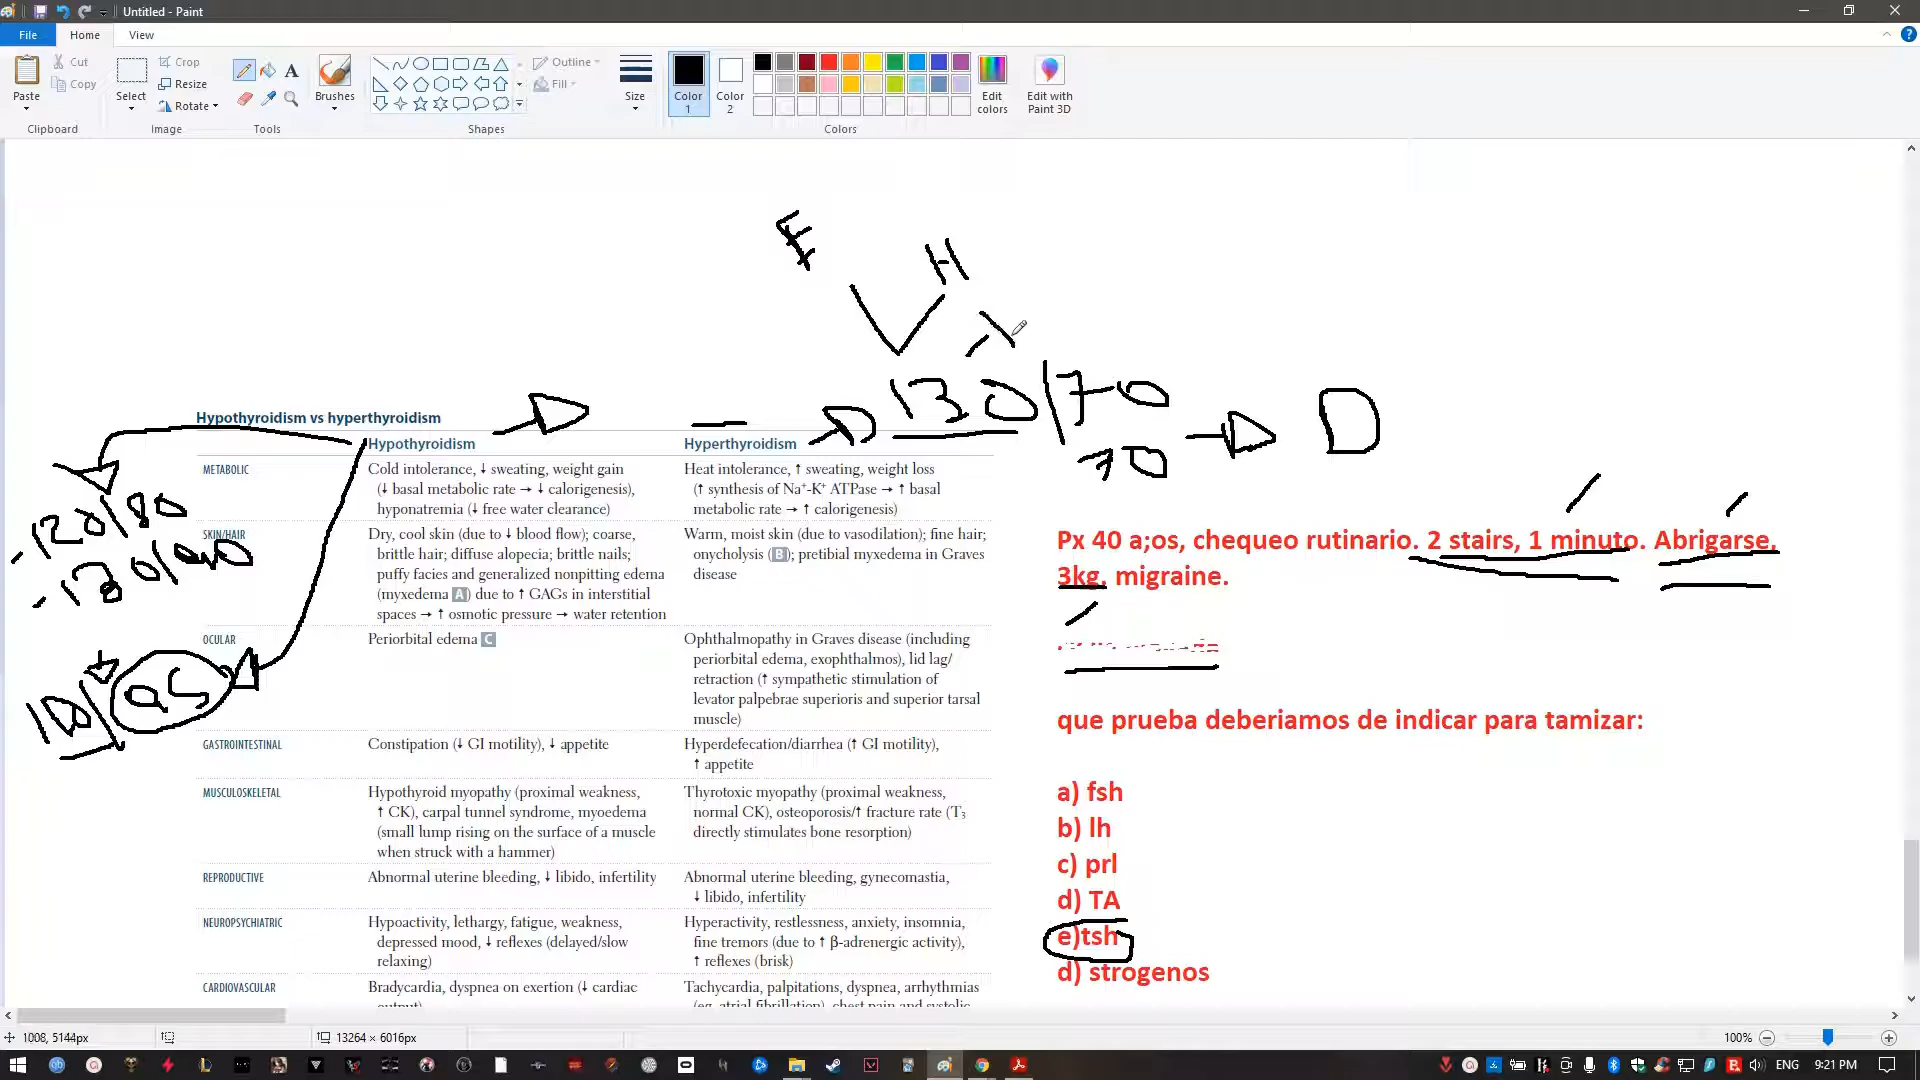 Untitled - Paint
File
Home
View
Paste
Cut
Copy
Clipboard
Select
Crop
Resize
Rotate
Image
Tools
Brushes
Shapes
Outline
Fill
Size
Color 1
Color 2
Colors
Edit colors
Edit with Paint 3D
H
130/70
70
D
Hypothyroidism vs hyperthyroidism
Hypothyroidism Hyperthyroidism
METABOLIC
Cold intolerance, ↓ sweating, weight gain
(↓ basal metabolic rate → ↓ calorigenesis),
hyponatremia (↓ free water clearance)
Heat intolerance, ↑ sweating, weight loss
(↑ synthesis of Na+-K+ ATPase → ↑ basal
metabolic rate → ↑ calorigenesis)
SKIN/HAIR
Dry, cool skin (due to ↓ blood flow); coarse,
brittle hair; diffuse alopecia; brittle nails;
puffy facies and generalized nonpitting edema
(myxedema A) due to ↑ GAGs in interstitial
spaces → ↑ osmotic pressure → water retention
Warm, moist skin (due to vasodilation); fine hair;
onycholysis (B); pretibial myxedema in Graves
disease
OCULAR
Periorbital edema C
Ophthalmopathy in Graves disease (including
periorbital edema, exophthalmos), lid lag/
retraction (↑ sympathetic stimulation of
levator palpebrae superioris and superior tarsal
muscle)
GASTROINTESTINAL
Constipation (↓ GI motility), ↓ appetite
Hyperdefecation/diarrhea (↑ GI motility),
↑ appetite
MUSCULOSKELETAL
Hypothyroid myopathy (proximal weakness,
↑ CK), carpal tunnel syndrome, myoedema
(small lump rising on the surface of a muscle
when struck with a hammer)
Thyrotoxic myopathy (proximal weakness,
normal CK), osteoporosis/↑ fracture rate (T3
directly stimulates bone resorption)
REPRODUCTIVE
Abnormal uterine bleeding, ↓ libido, infertility
Abnormal uterine bleeding, gynecomastia,
↓ libido, infertility
NEUROPSYCHIATRIC
Hypoactivity, lethargy, fatigue, weakness,
depressed mood, ↓ reflexes (delayed/slow
relaxing)
Hyperactivity, restlessness, anxiety, insomnia,
fine tremors (due to ↑ β-adrenergic activity),
↑ reflexes (brisk)
CARDIOVASCULAR
Bradycardia, dyspnea on exertion (↓ cardiac
output)
Tachycardia, palpitations, dyspnea, arrhythmias
(eg, atrial fibrillation), chest pain and systolic
120/80
Px 40 a;os, chequeo rutinario. 2 stairs, 1 minuto. Abrigarse,
3kg, migraine.
que prueba deberiamos de indicar para tamizar:
a) fsh
b) lh
c) prl
d) TA
e)tsh
d) strogenos
1008, 5144px
13264 × 6016px
100%
ENG
9:21 PM